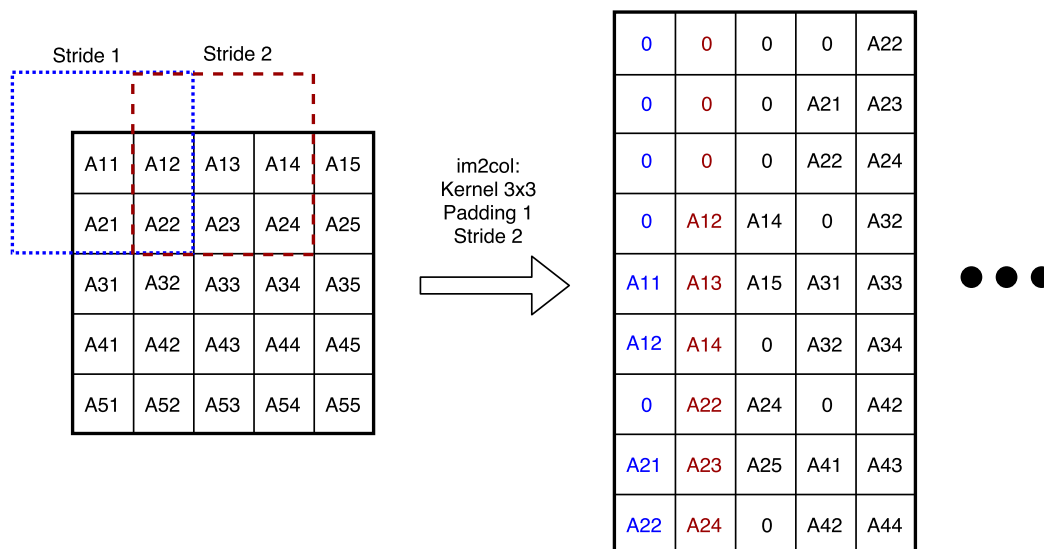 Stride 1 Stride 2
A11 A12 A13 A14 A15
A21 A22 A23 A24 A25
A31 A32 A33 A34 A35
A41 A42 A43 A44 A45
A51 A52 A53 A54 A55
im2col:
Kernel 3x3
Padding 1
Stride 2
0 0 0 0 A22
0 0 0 A21 A23
0 0 0 A22 A24
0 A12 A14 0 A32
A11 A13 A15 A31 A33
A12 A14 0 A32 A34
0 A22 A24 0 A42
A21 A23 A25 A41 A43
A22 A24 0 A42 A44